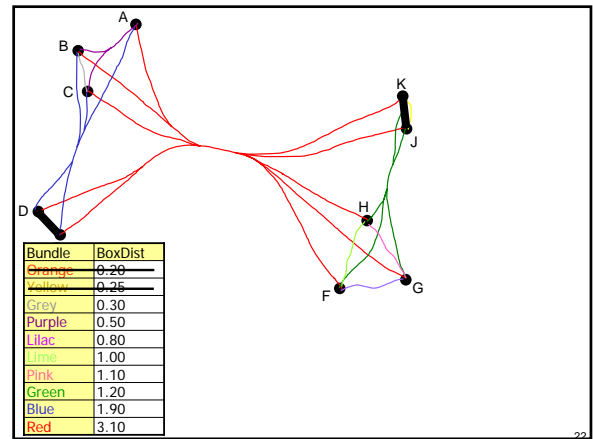 A
B
C
K
J
D
H
F
G
Bundle BoxDist
Orange 0.20
Yellow 0.25
Grey 0.30
Purple 0.50
Lilac 0.80
Lime 1.00
Pink 1.10
Green 1.20
Blue 1.90
Red 3.10
22